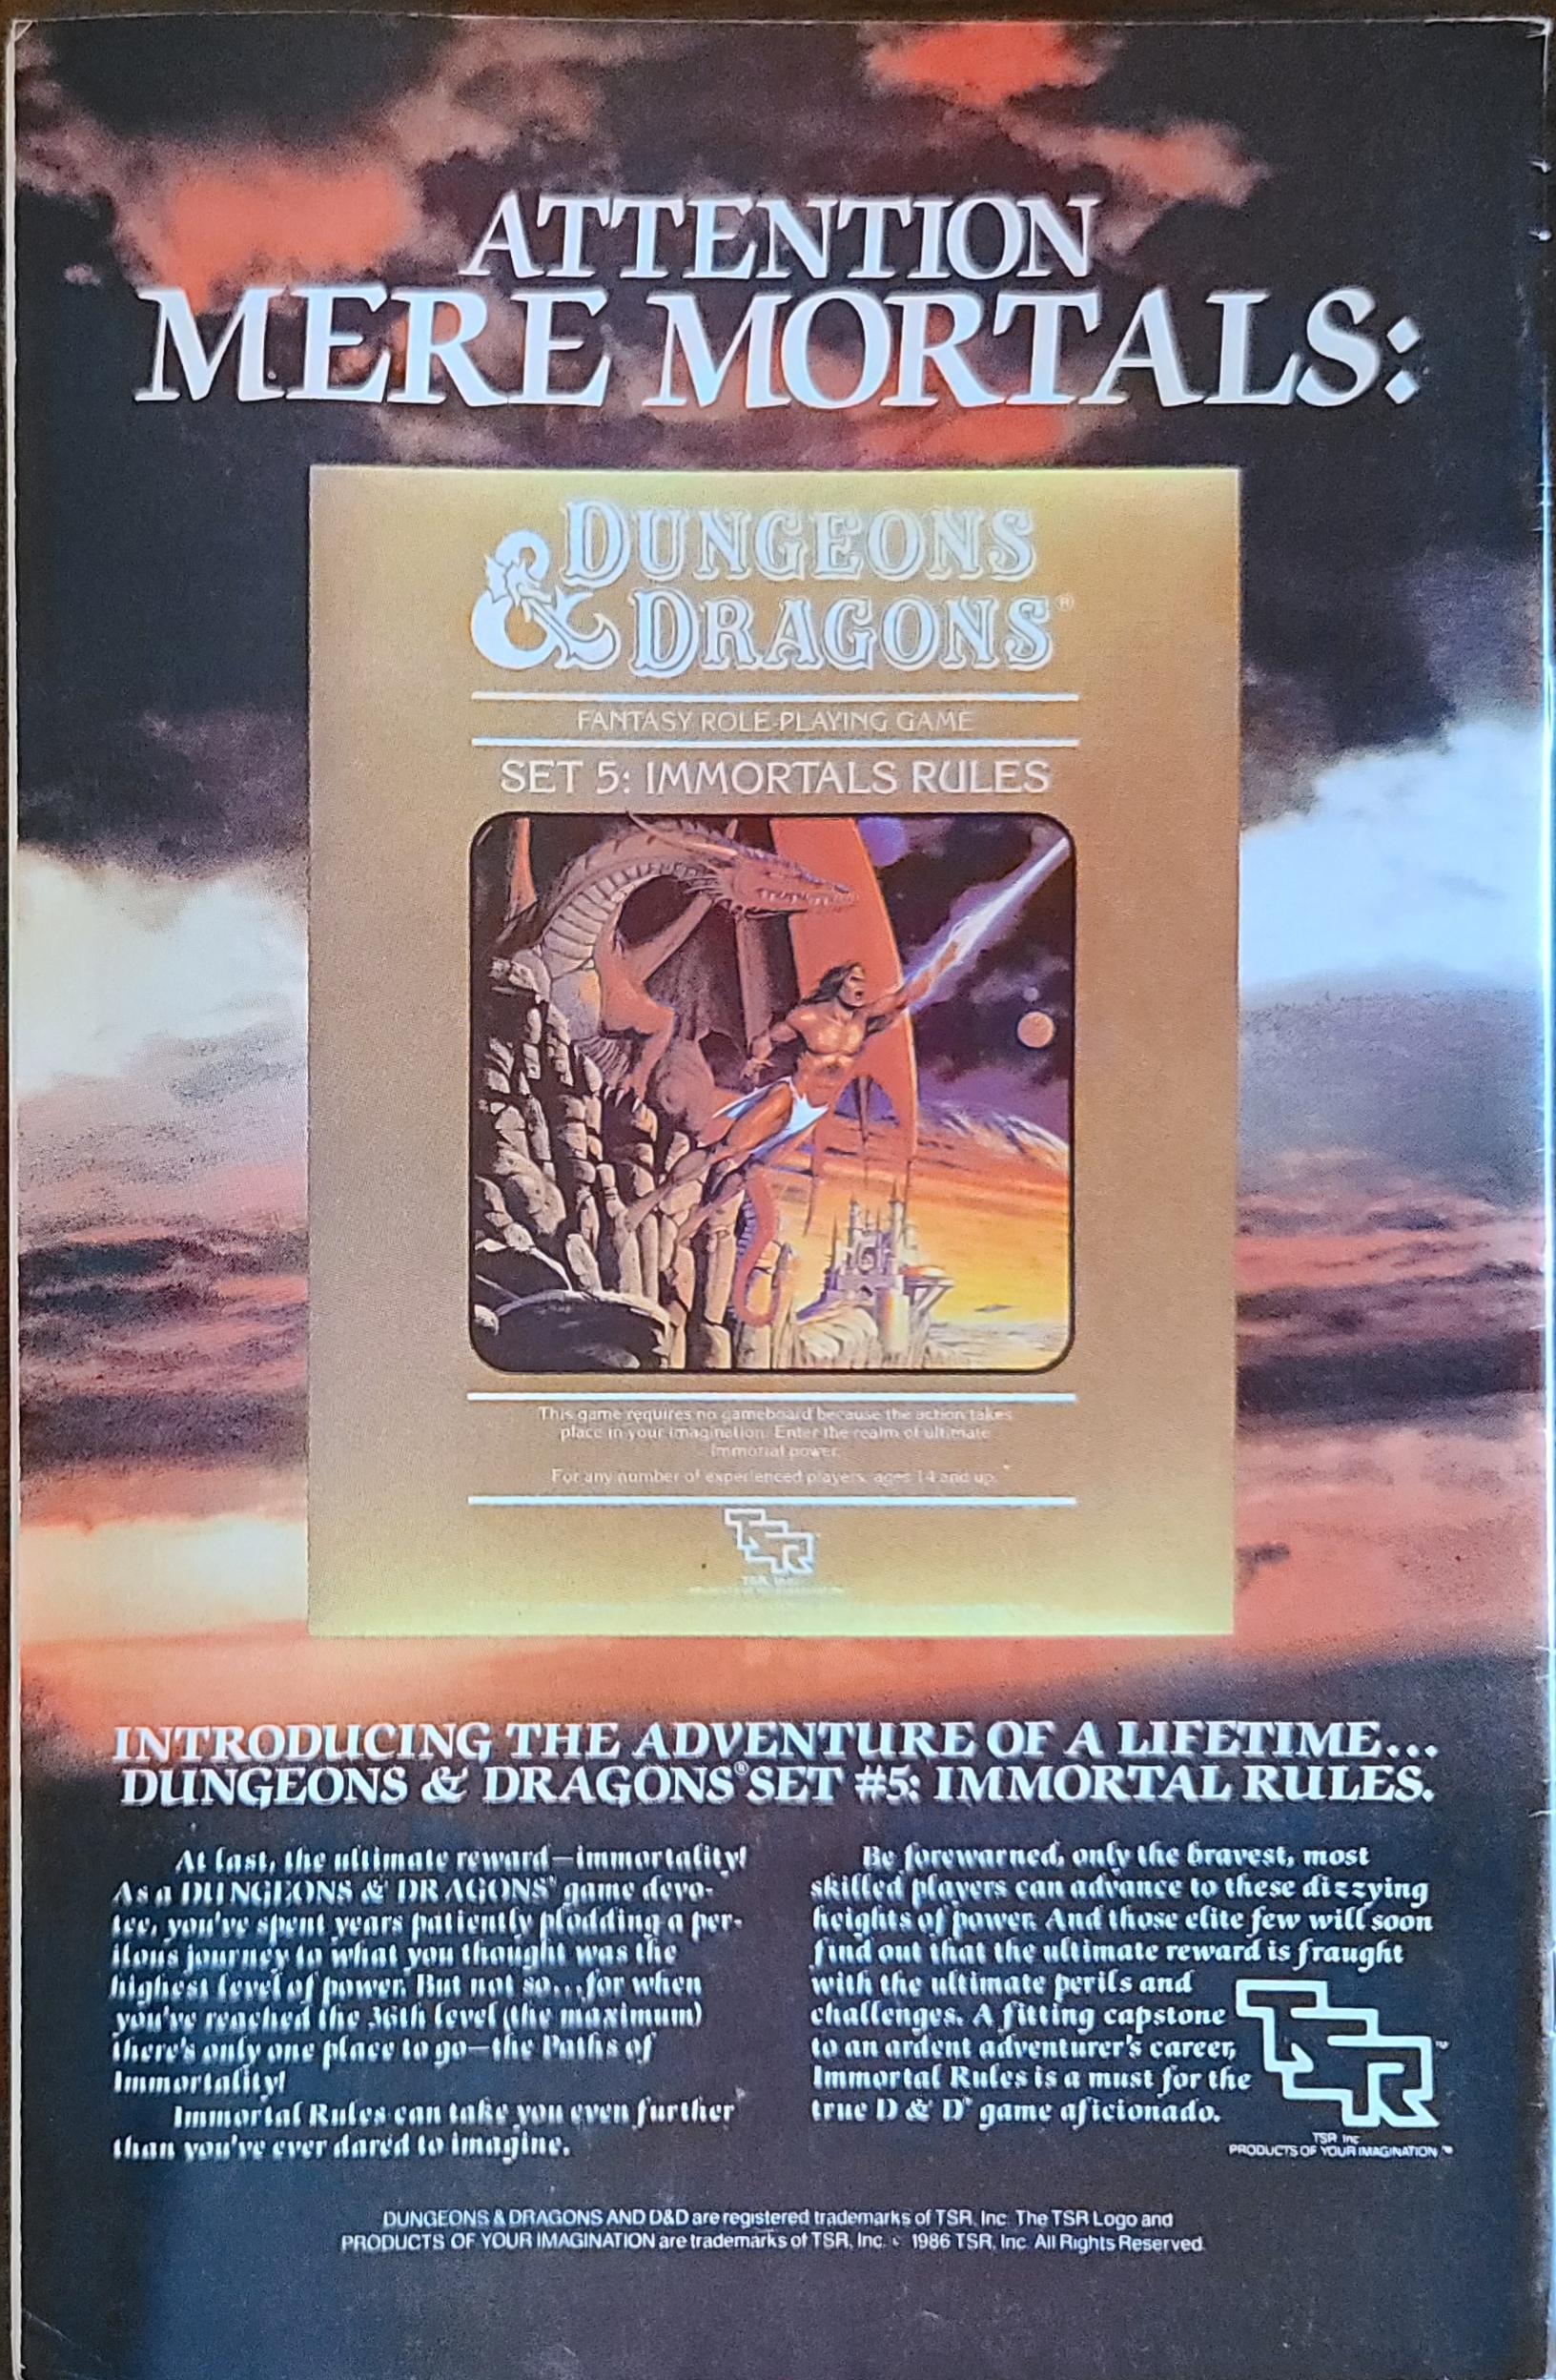 ATTENTION
MERE MORTALS:
DUNGEONS
& DRAGONS®
FANTASY ROLE-PLAYING GAME
SET 5: IMMORTALS RULES
This game requires no gameboard because the action takes
place in your imagination. Enter the realm of ultimate
Immortal power.
For any number of experienced players, ages 14 and up.
TSR
TSR, Inc.
PRODUCTS OF YOUR IMAGINATION
INTRODUCING THE ADVENTURE OF A LIFETIME...
DUNGEONS & DRAGONS® SET #5: IMMORTAL RULES.
At last, the ultimate reward—immortality!
As a DUNGEONS & DRAGONS® game devo-
tee, you've spent years patiently plodding a per-
ilous journey to what you thought was the
highest level of power. But not so...for when
you've reached the 36th level (the maximum)
there's only one place to go—the Paths of
Immortality!
Immortal Rules can take you even further
than you've ever dared to imagine.
Be forewarned, only the bravest, most
skilled players can advance to these dizzying
heights of power. And those elite few will soon
find out that the ultimate reward is fraught
with the ultimate perils and
challenges. A fitting capstone
to an ardent adventurer's career,
Immortal Rules is a must for the
true D & D® game aficionado.
TSR™
TSR, Inc.
PRODUCTS OF YOUR IMAGINATION™
DUNGEONS & DRAGONS AND D&D are registered trademarks of TSR, Inc. The TSR Logo and
PRODUCTS OF YOUR IMAGINATION are trademarks of TSR, Inc. © 1986 TSR, Inc. All Rights Reserved.